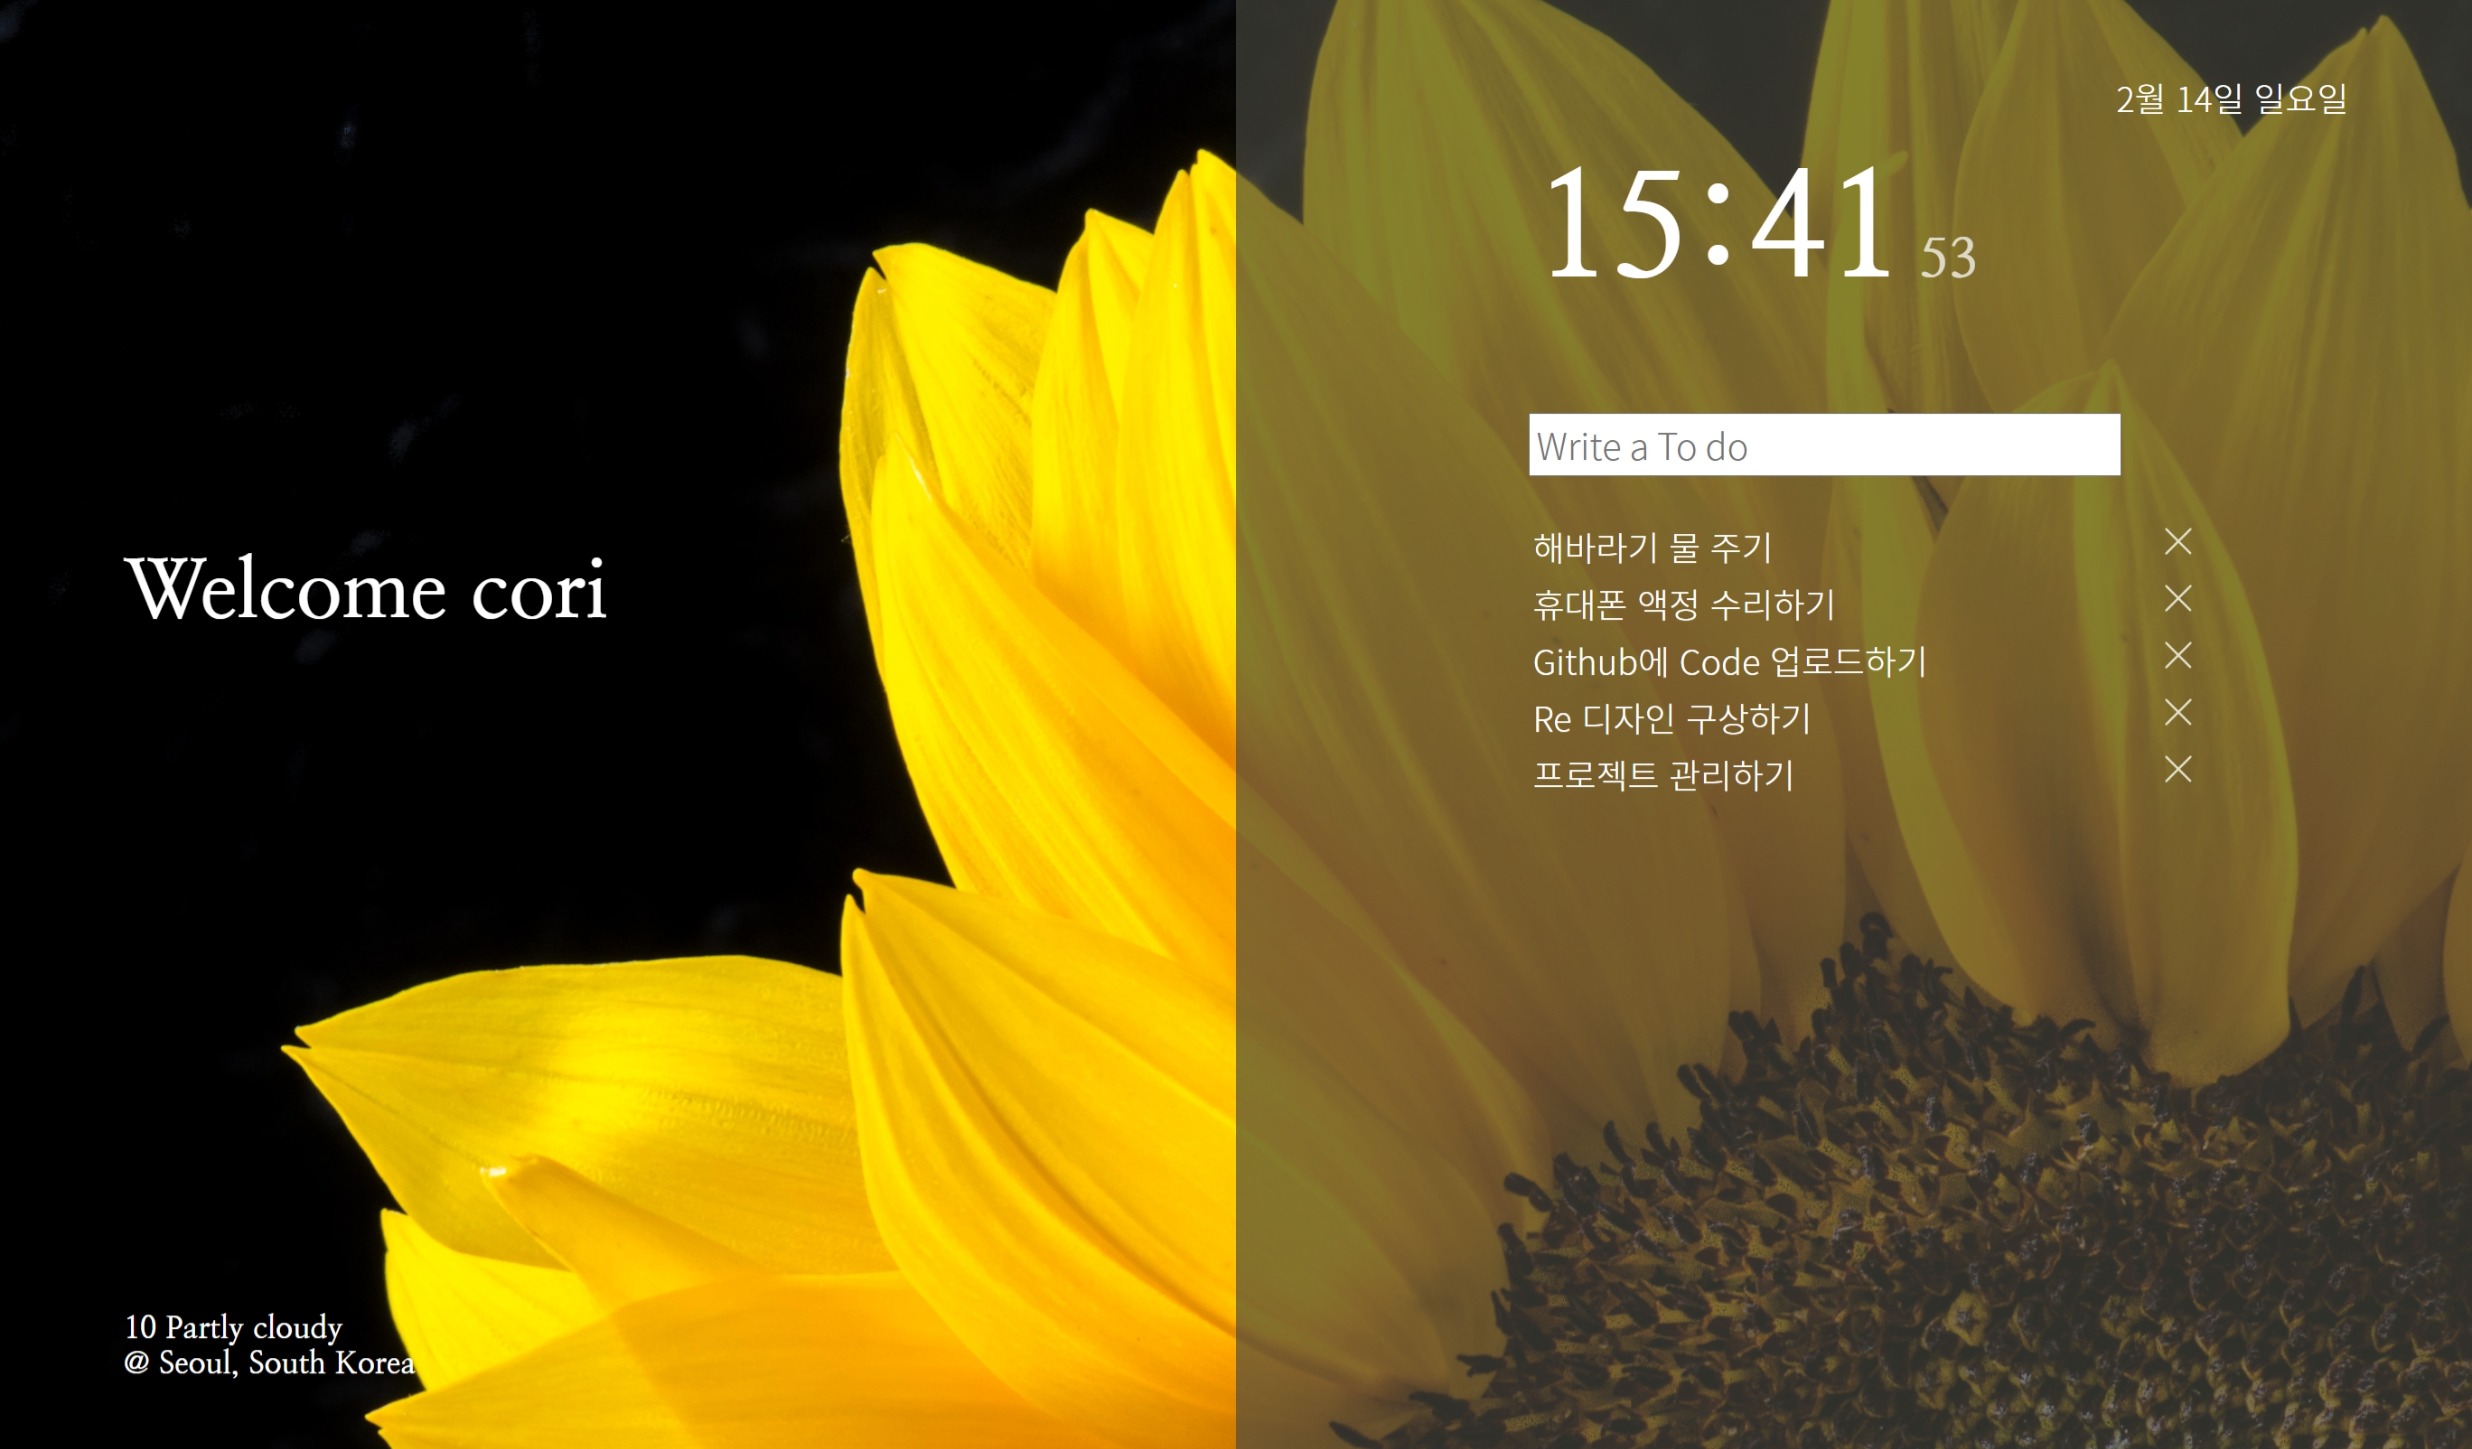 Welcome cori
10 Partly cloudy
@ Seoul, South Korea
2월 14일 일요일
15:41 53
Write a To do
해바라기 물 주기
휴대폰 액정 수리하기
Github에 Code 업로드하기
Re 디자인 구상하기
프로젝트 관리하기